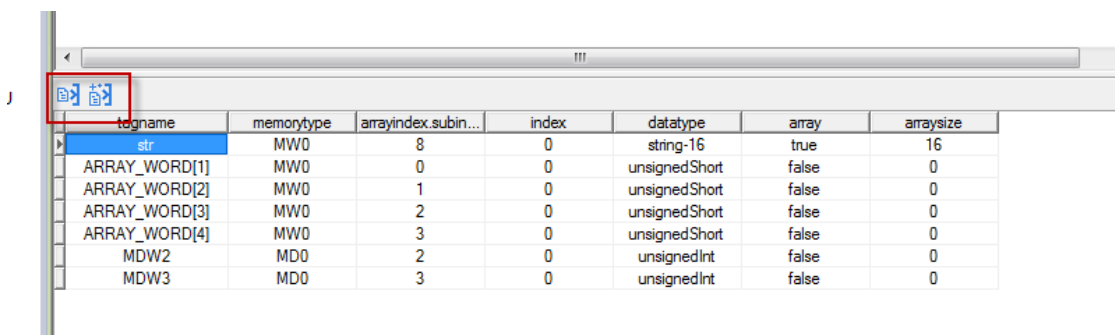 J
tagname memorytype arrayindex.subin... index datatype array arraysize
str MW0 8 0 string-16 true 16
ARRAY_WORD[1] MW0 0 0 unsignedShort false 0
ARRAY_WORD[2] MW0 1 0 unsignedShort false 0
ARRAY_WORD[3] MW0 2 0 unsignedShort false 0
ARRAY_WORD[4] MW0 3 0 unsignedShort false 0
MDW2 MD0 2 0 unsignedInt false 0
MDW3 MD0 3 0 unsignedInt false 0